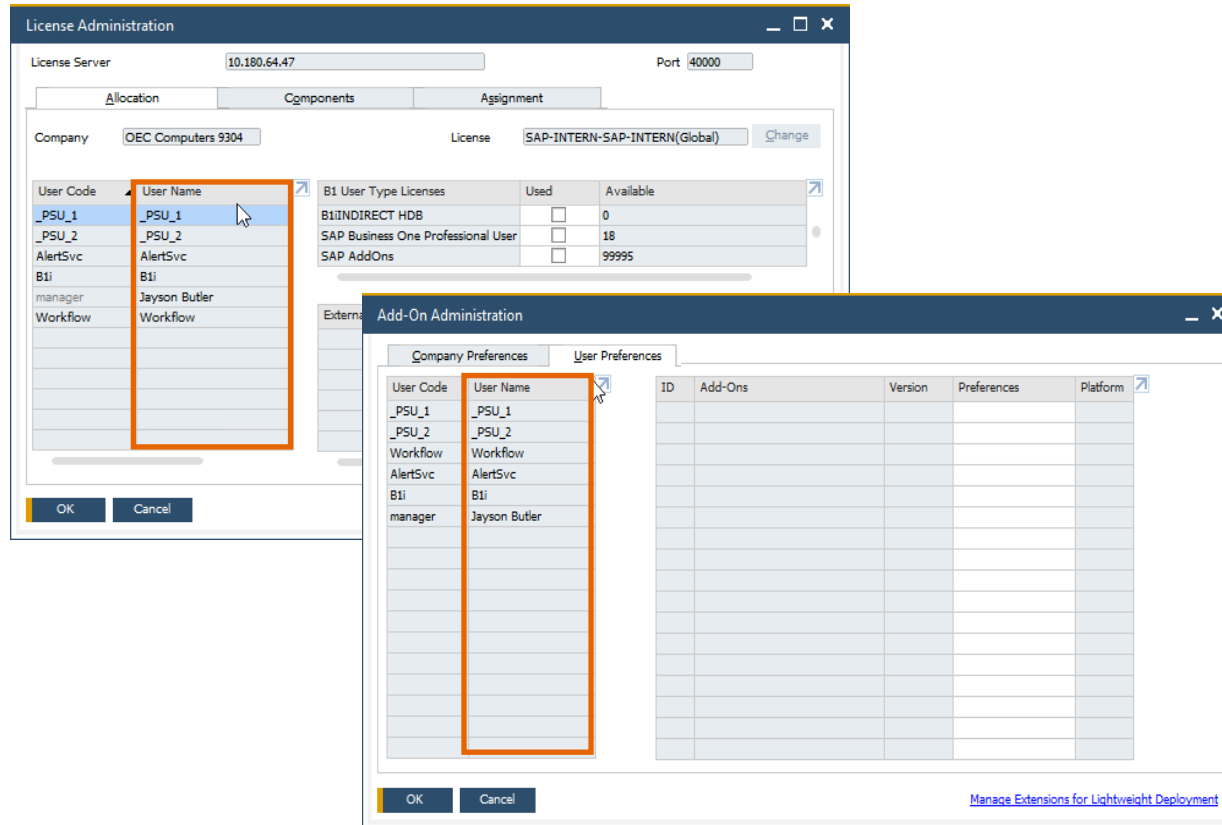 License Administration
License Server 10.180.64.47 Port 40000
Allocation Components Assignment
Company OEC Computers 9304 License SAP-INTERN-SAP-INTERN(Global) Change
User Code User Name B1 User Type Licenses Used Available
_PSU_1 _PSU_1 B1iINDIRECT HDB 0
_PSU_2 _PSU_2 SAP Business One Professional User 18
AlertSvc AlertSvc SAP AddOns 99995
B1i B1i
manager Jayson Butler
Workflow Workflow
OK Cancel
Add-On Administration
Company Preferences User Preferences
User Code User Name ID Add-Ons Version Preferences Platform
_PSU_1 _PSU_1
_PSU_2 _PSU_2
Workflow Workflow
AlertSvc AlertSvc
B1i B1i
manager Jayson Butler
OK Cancel Manage Extensions for Lightweight Deployment